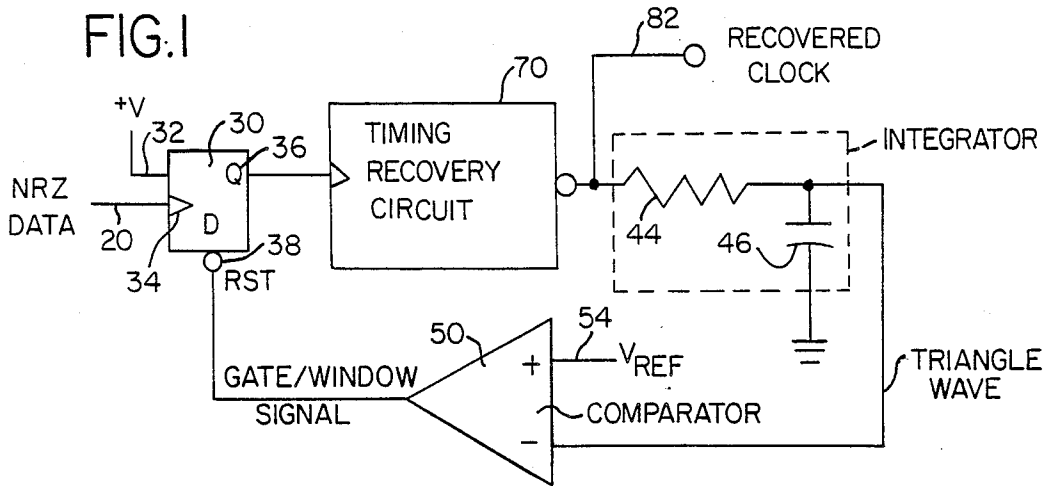 FIG.1
82
RECOVERED
CLOCK
70
+V
32
30
36
Q
NRZ
DATA
20
34
D
38
RST
TIMING
RECOVERY
CIRCUIT
INTEGRATOR
44
46
50
54
+
VREF
GATE/WINDOW
SIGNAL
COMPARATOR
−
TRIANGLE
WAVE